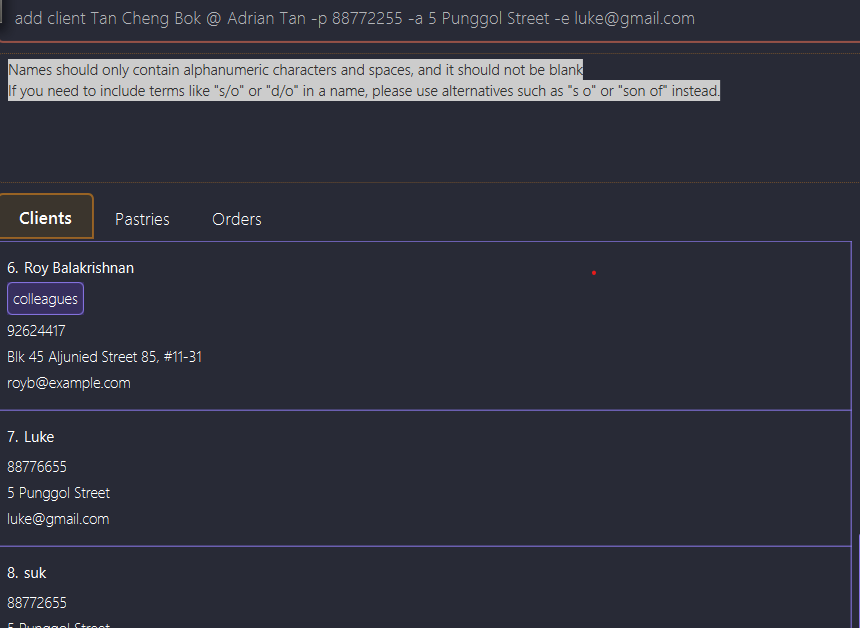 add client Tan Cheng Bok @ Adrian Tan -p 88772255 -a 5 Punggol Street -e luke@gmail.com
Names should only contain alphanumeric characters and spaces, and it should not be blank
If you need to include terms like "s/o" or "d/o" in a name, please use alternatives such as "s o" or "son of" instead.
Clients Pastries Orders
6. Roy Balakrishnan
colleagues
92624417
Blk 45 Aljunied Street 85, #11-31
royb@example.com
7. Luke
88776655
5 Punggol Street
luke@gmail.com
8. suk
88772655
5 Punggol Street